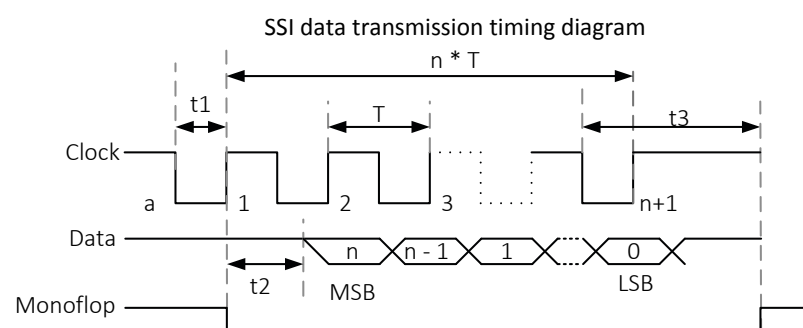 SSI data transmission timing diagram
n * T
t1
T
t3
Clock
a
1
2
3
n+1
Data
n
n - 1
1
0
t2
MSB
LSB
Monoflop